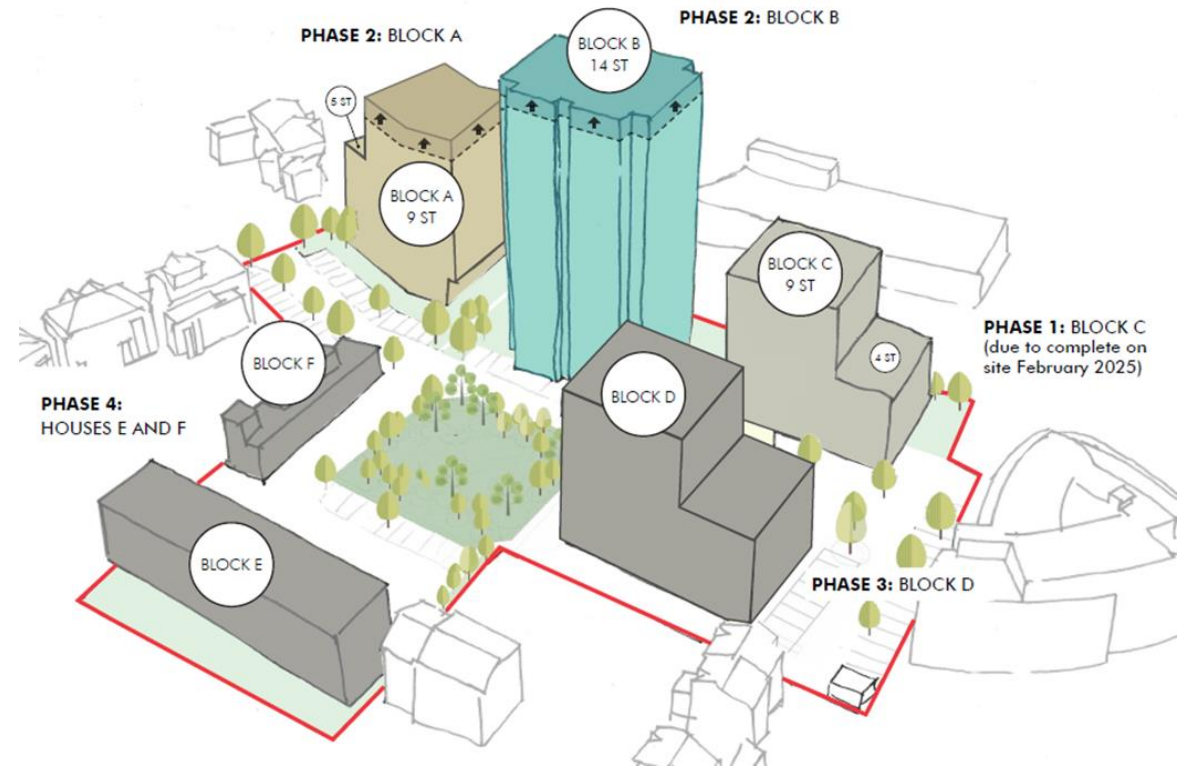 PHASE 2: BLOCK B
PHASE 2: BLOCK A
BLOCK B
14 ST
5 ST
BLOCK A
9 ST
BLOCK C
9 ST
PHASE 1: BLOCK C
(due to complete on
site February 2025)
4 ST
BLOCK F
BLOCK D
PHASE 4:
HOUSES E AND F
BLOCK E
PHASE 3: BLOCK D